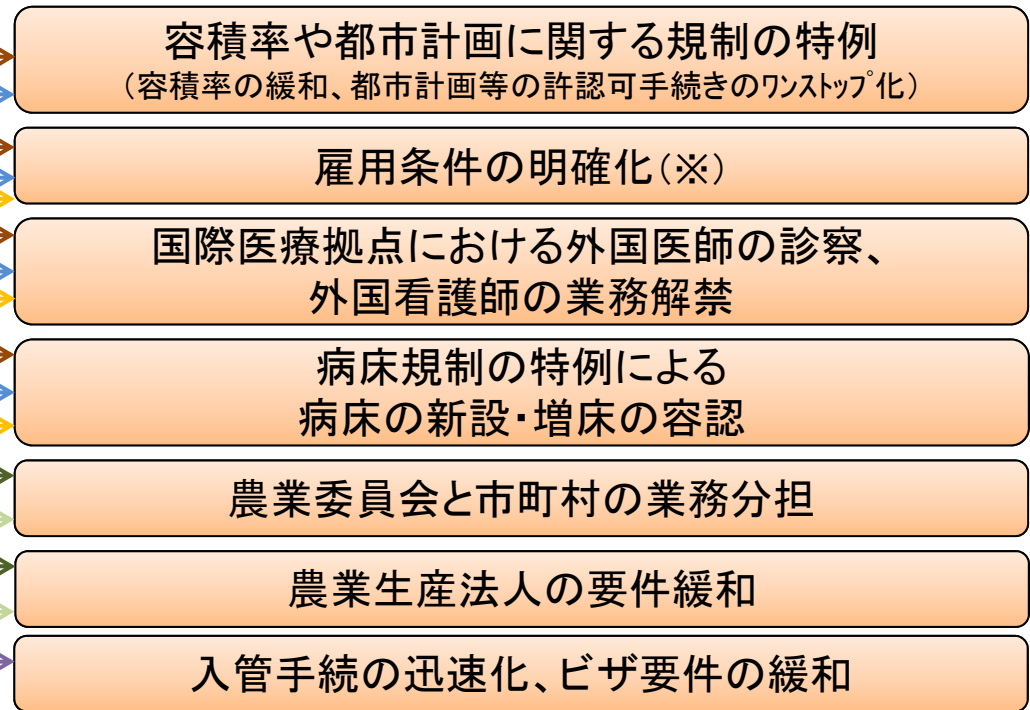 容積率や都市計画に関する規制の特例
（容積率の緩和、都市計画等の許認可手続きのﾜﾝｽﾄｯﾌﾟ化）
雇用条件の明確化（※）
国際医療拠点における外国医師の診察、
外国看護師の業務解禁
病床規制の特例による
病床の新設・増床の容認
農業委員会と市町村の業務分担
農業生産法人の要件緩和
入管手続の迅速化、ビザ要件の緩和